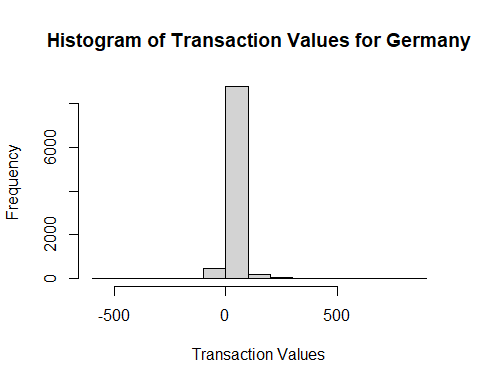 Histogram of Transaction Values for Germany
Frequency
6000
2000
0
-500 0 500
Transaction Values